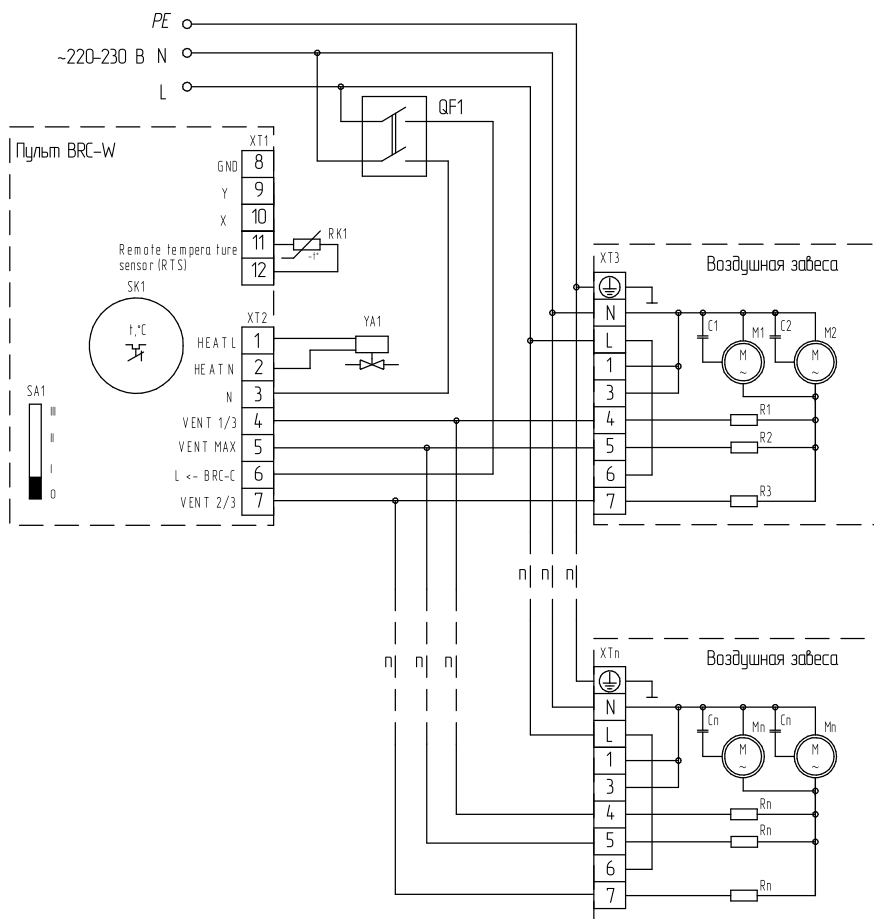 PE
~220-230 В N
L
QF1
Пульт BRC-W
XT1
GND 8
Y 9
X 10
11
Remote temperature
sensor (RTS)
12
RK1
-t°
SK1
t,°C
XT2
HEAT L 1
HEAT N 2
N 3
VENT 1/3 4
VENT MAX 5
L <- BRC-C 6
VENT 2/3 7
YA1
SA1
III
II
I
0
XT3
Воздушная завеса
N
L
1
3
4
5
6
7
C1
M1
C2
M2
M
~
M
~
R1
R2
R3
п
п
п
п
п
п
XTn
Воздушная завеса
N
L
1
3
4
5
6
7
Cn
Mn
Cn
Mn
M
~
M
~
Rn
Rn
Rn